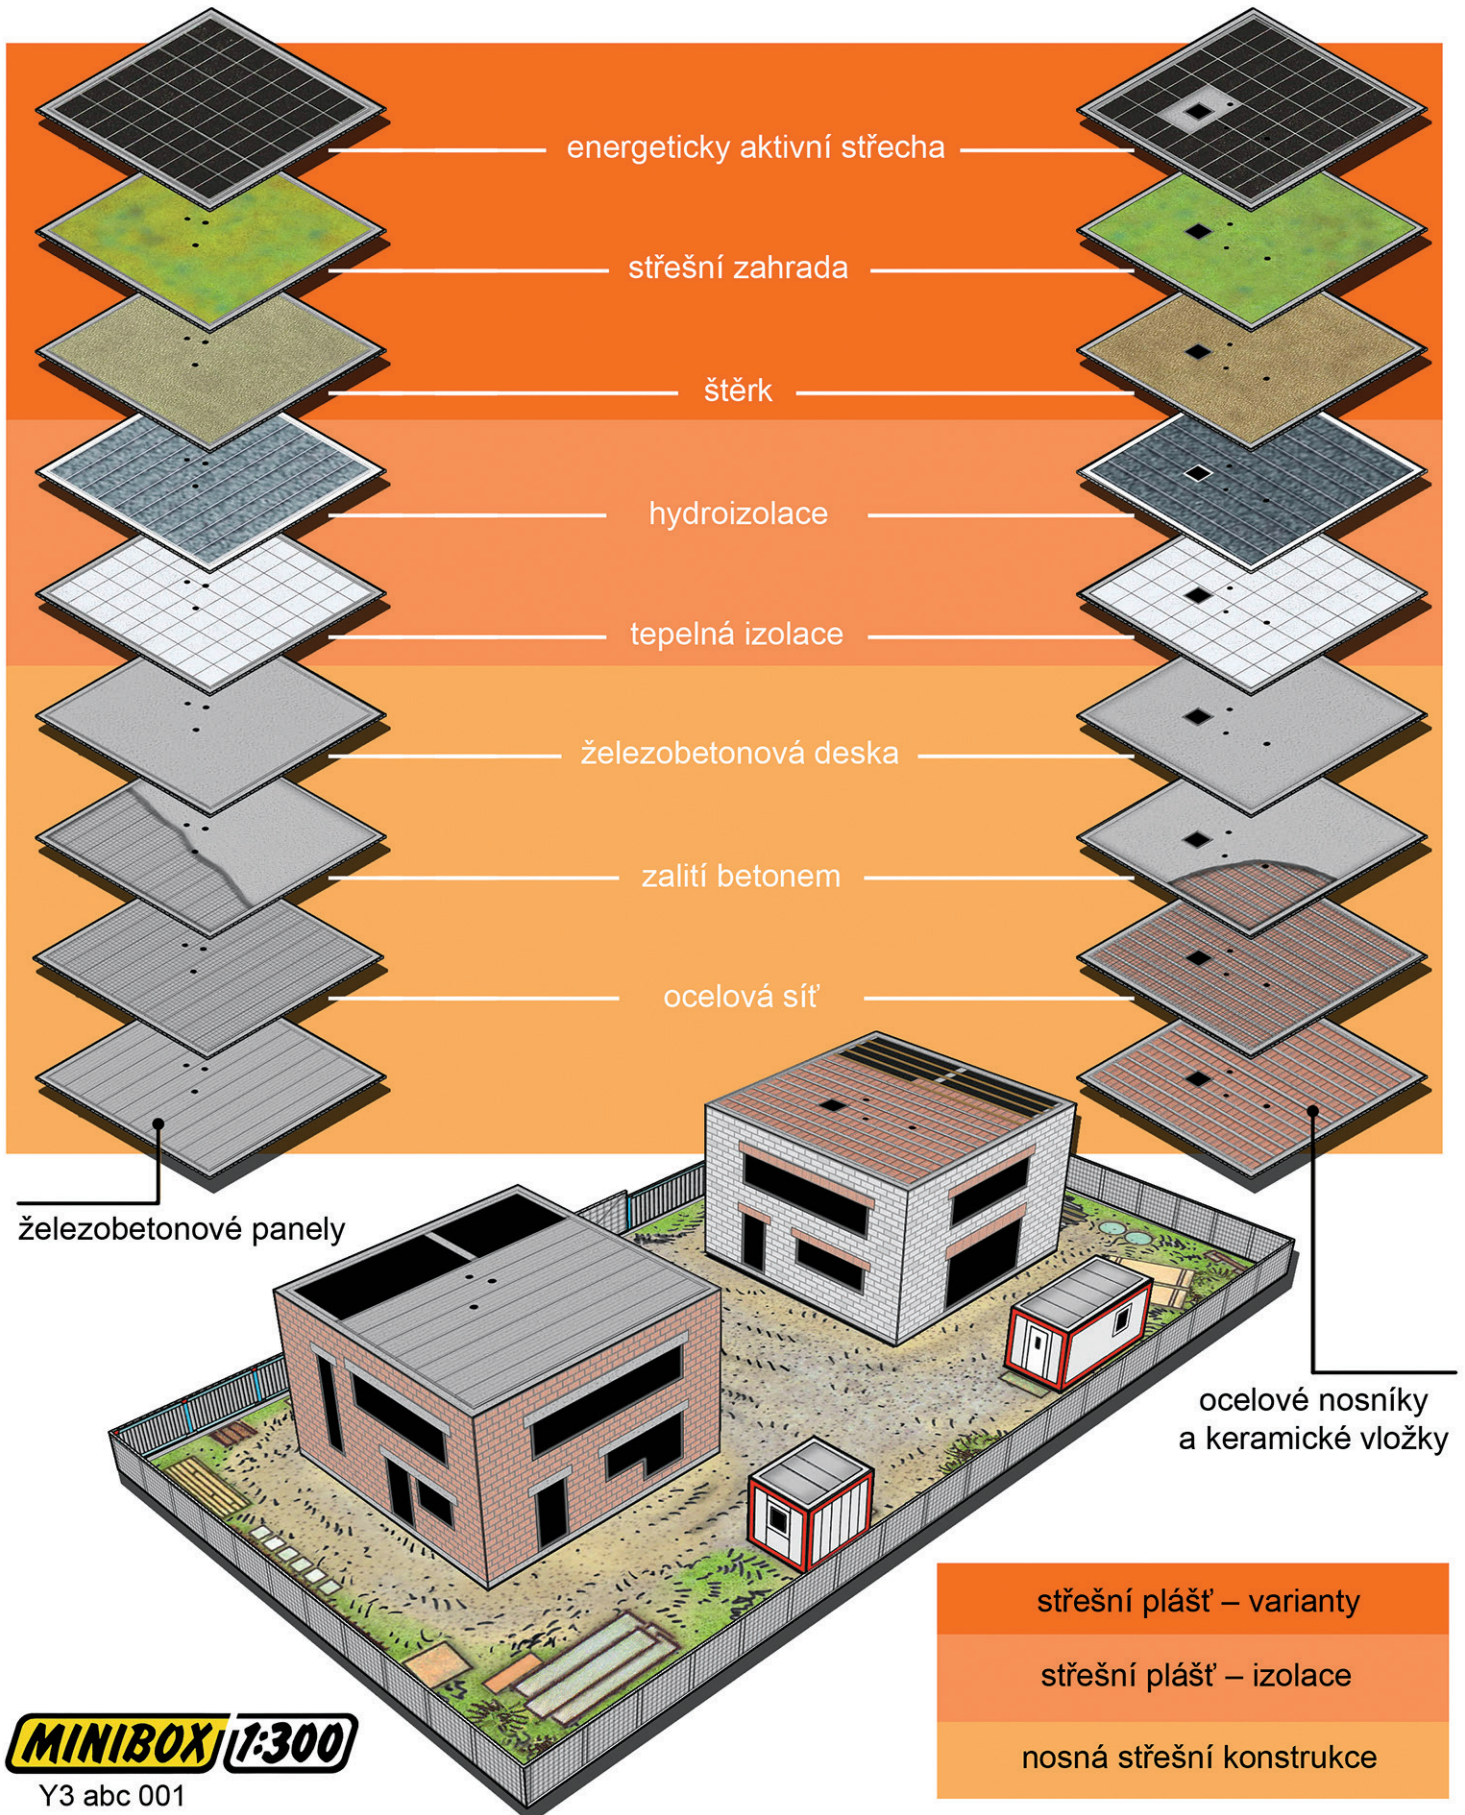 energeticky aktivní střecha
střešní zahrada
štěrk
hydroizolace
tepelná izolace
železobetonová deska
zalití betonem
ocelová síť
železobetonové panely
ocelové nosníky
a keramické vložky
střešní plášť – varianty
střešní plášť – izolace
nosná střešní konstrukce
MINIBOX 1:300
Y3 abc 001